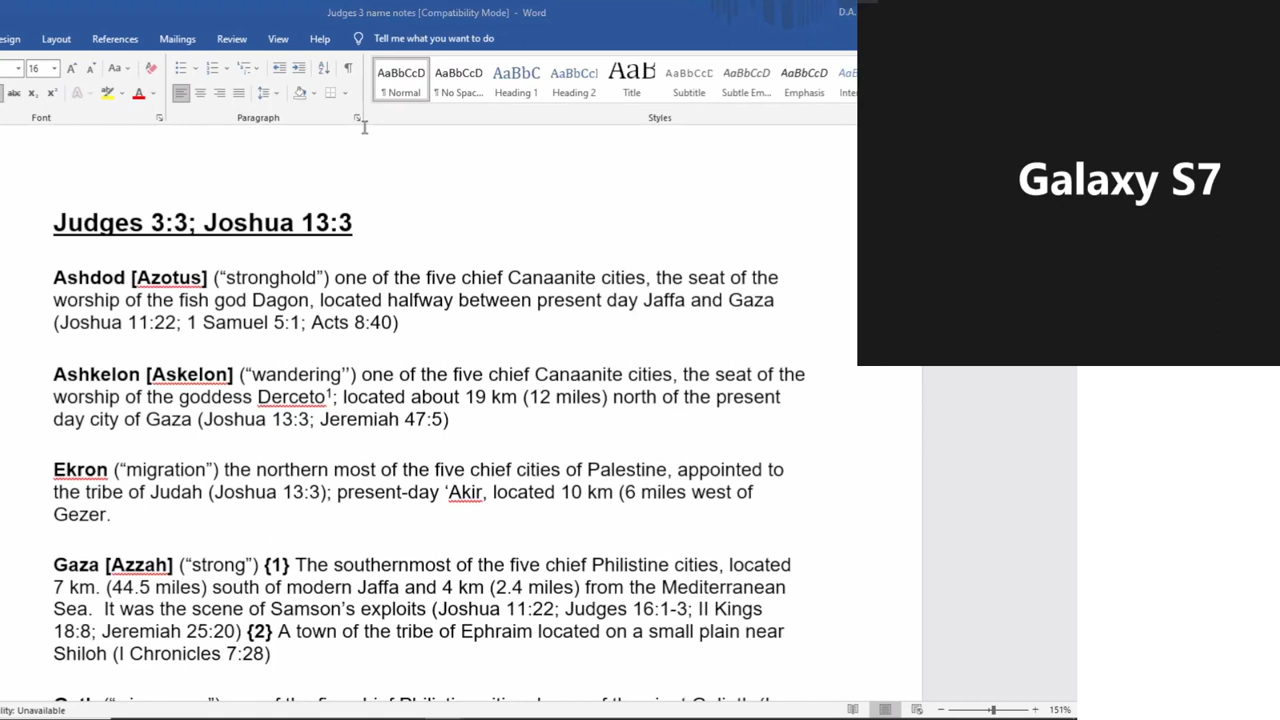 Judges 3 name notes [Compatibility Mode] - Word
D.A.
esign Layout References Mailings Review View Help Tell me what you want to do
16 Aa
AaBbCcD AaBbCcD AaBbC AaBbCcI AaB AaBbCcD AaBbCcD AaBbCcD AaB
abc x₂ x² A ab A
¶ Normal ¶ No Spac... Heading 1 Heading 2 Title Subtitle Subtle Em... Emphasis Inte
Font Paragraph Styles
Galaxy S7
Judges 3:3; Joshua 13:3
Ashdod [Azotus] (“stronghold”) one of the five chief Canaanite cities, the seat of the
worship of the fish god Dagon, located halfway between present day Jaffa and Gaza
(Joshua 11:22; 1 Samuel 5:1; Acts 8:40)
Ashkelon [Askelon] (“wandering’’) one of the five chief Canaanite cities, the seat of the
worship of the goddess Derceto¹; located about 19 km (12 miles) north of the present
day city of Gaza (Joshua 13:3; Jeremiah 47:5)
Ekron (“migration”) the northern most of the five chief cities of Palestine, appointed to
the tribe of Judah (Joshua 13:3); present-day ‘Akir, located 10 km (6 miles west of
Gezer.
Gaza [Azzah] (“strong”) {1} The southernmost of the five chief Philistine cities, located
7 km. (44.5 miles) south of modern Jaffa and 4 km (2.4 miles) from the Mediterranean
Sea. It was the scene of Samson’s exploits (Joshua 11:22; Judges 16:1-3; II Kings
18:8; Jeremiah 25:20) {2} A town of the tribe of Ephraim located on a small plain near
Shiloh (I Chronicles 7:28)
ility: Unavailable
151%